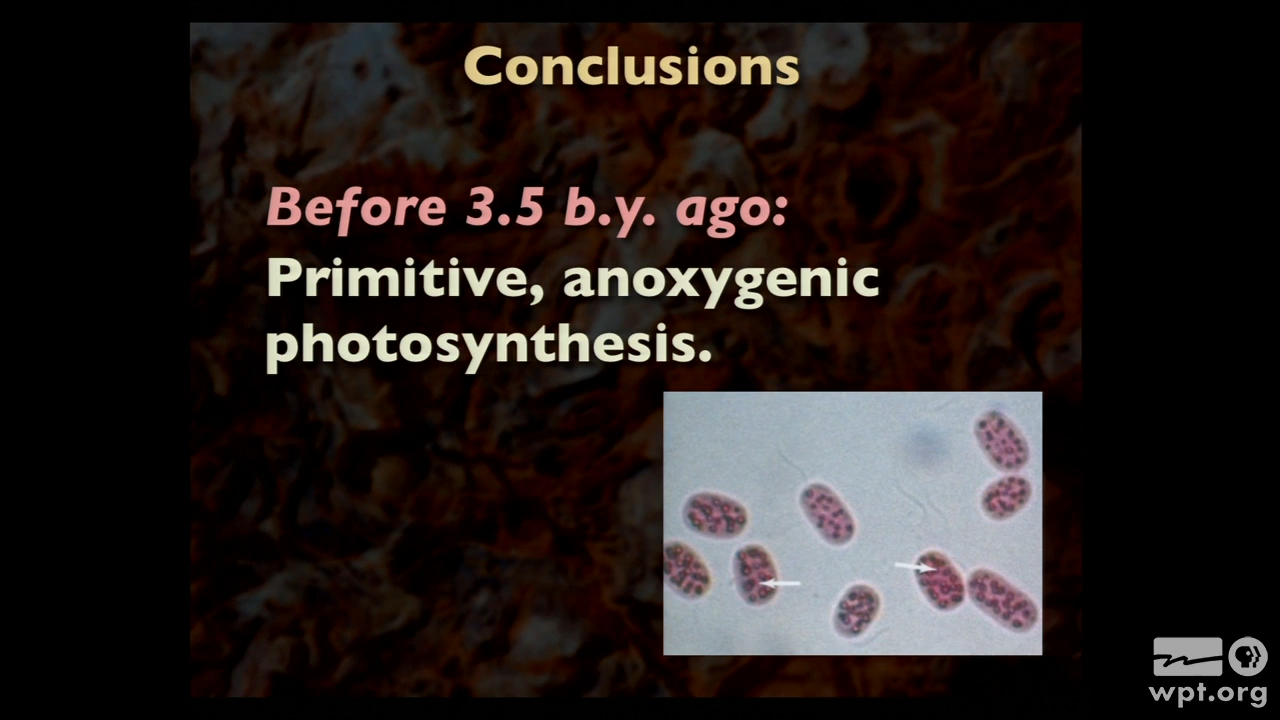 Conclusions
Before 3.5 b.y. ago:
Primitive, anoxygenic
photosynthesis.
wpt.org